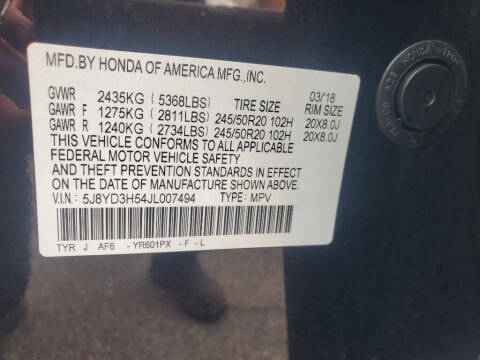 MFD.BY HONDA OF AMERICA MFG.,INC.
GVWR 2435KG (5368LBS) TIRE SIZE 03/18 RIM SIZE
GAWR F 1275KG (2811LBS) 245/50R20 102H 20X8.0J
GAWR R 1240KG (2734LBS) 245/50R20 102H 20X8.0J
THIS VEHICLE CONFORMS TO ALL APPLICABLE
FEDERAL MOTOR VEHICLE SAFETY
AND THEFT PREVENTION STANDARDS IN EFFECT
ON THE DATE OF MANUFACTURE SHOWN ABOVE.
V.I.N.: 5J8YD3H54JL007494 TYPE: MPV
TYR J AF6 -YR601PX -F -L
HONDA